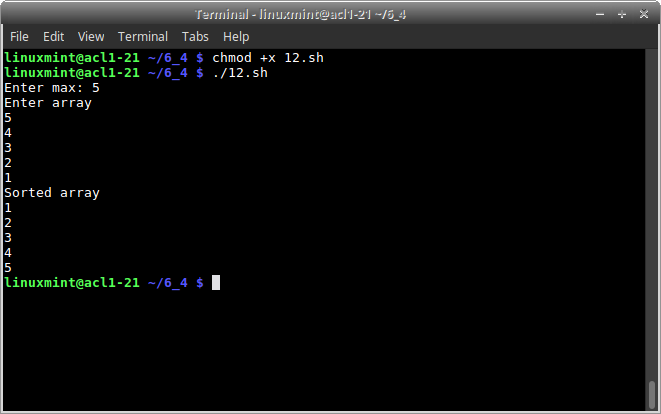 Terminal - linuxmint@acl1-21 ~/6_4
File Edit View Terminal Tabs Help
linuxmint@acl1-21 ~/6_4 $ chmod +x 12.sh
linuxmint@acl1-21 ~/6_4 $ ./12.sh
Enter max: 5
Enter array
5
4
3
2
1
Sorted array
1
2
3
4
5
linuxmint@acl1-21 ~/6_4 $